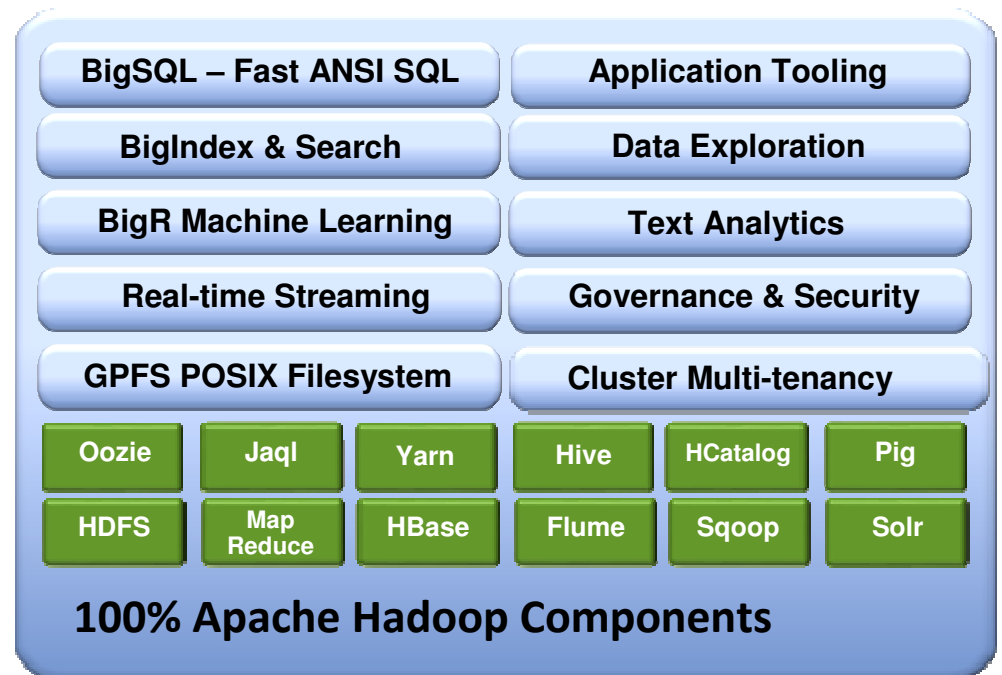 BigSQL – Fast ANSI SQL
Application Tooling
BigIndex & Search
Data Exploration
BigR Machine Learning
Text Analytics
Real-time Streaming
Governance & Security
GPFS POSIX Filesystem
Cluster Multi-tenancy
Oozie
Jaql
Yarn
Hive
HCatalog
Pig
HDFS
Map
Reduce
HBase
Flume
Sqoop
Solr
100% Apache Hadoop Components